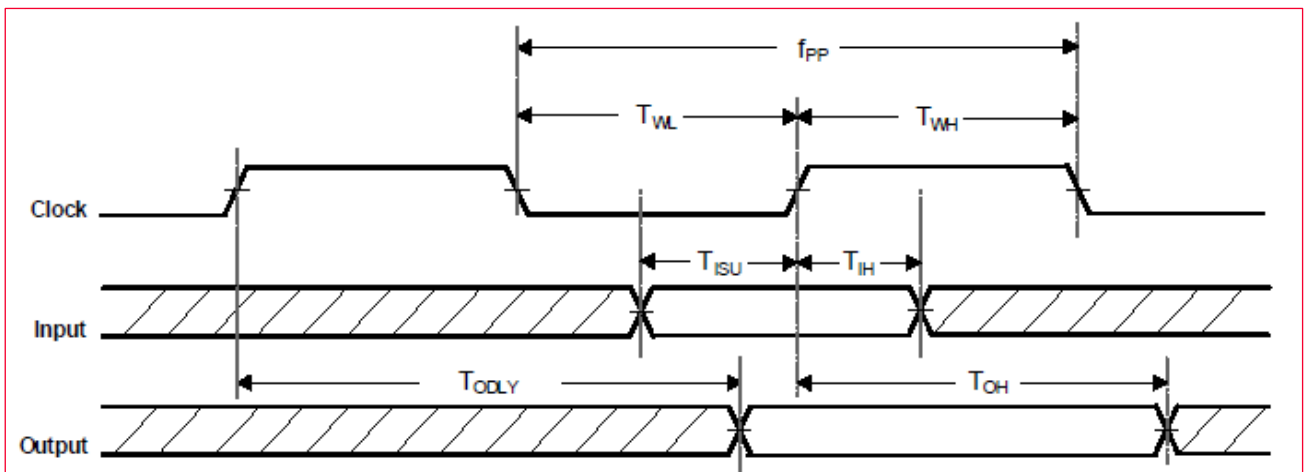 fPP
TWL
TWH
Clock
TISU
TIH
Input
TODLY
TOH
Output